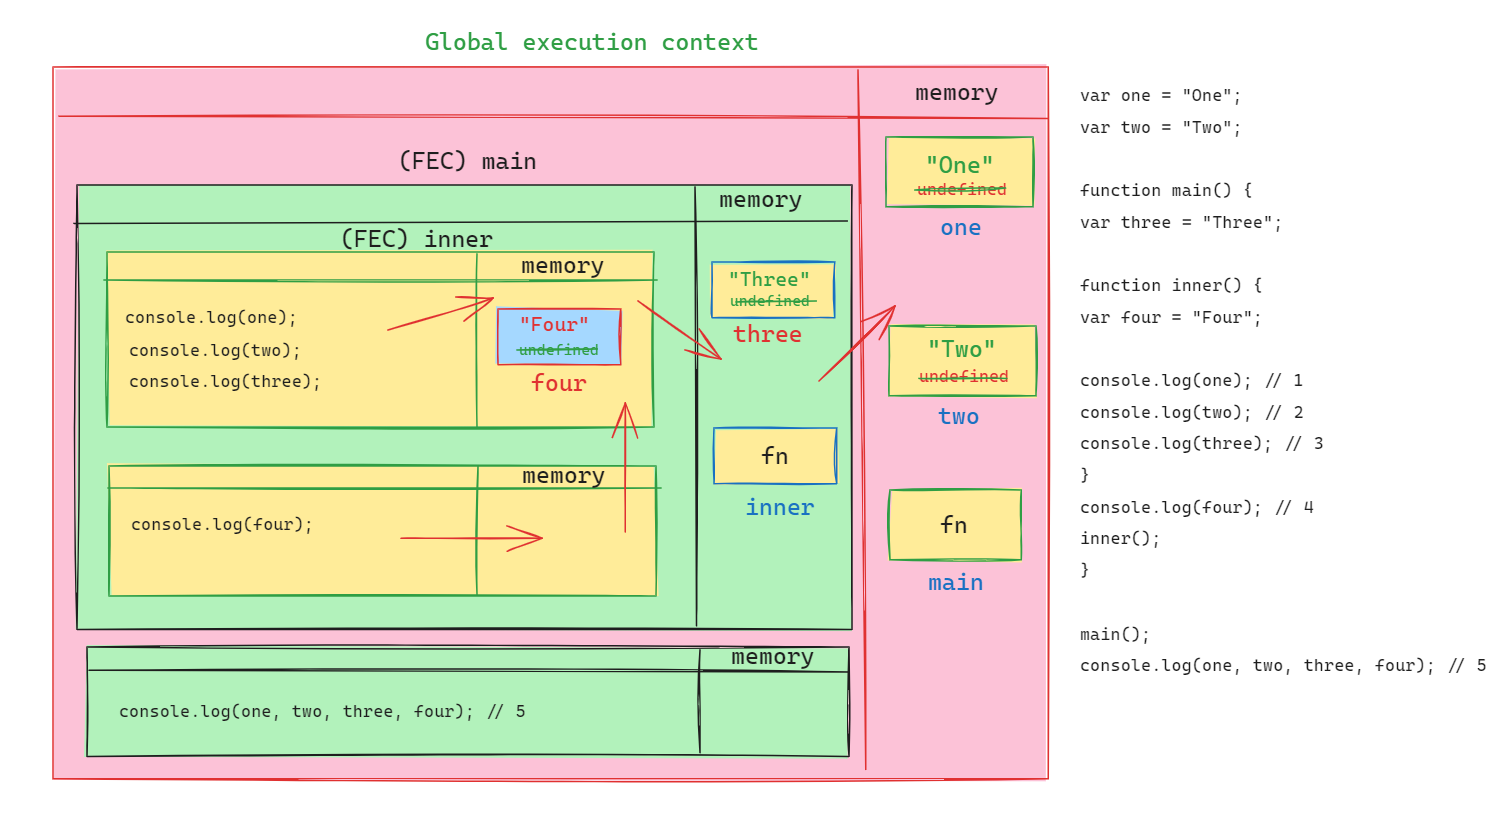 Global execution context
memory
(FEC) main
memory
(FEC) inner
memory
console.log(one);
console.log(two);
console.log(three);
"Four"
undefined
four
memory
console.log(four);
"Three"
undefined
three
fn
inner
"One"
undefined
one
"Two"
undefined
two
fn
main
memory
console.log(one, two, three, four); // 5
var one = "One";
var two = "Two";
function main() {
var three = "Three";
function inner() {
var four = "Four";
console.log(one); // 1
console.log(two); // 2
console.log(three); // 3
}
console.log(four); // 4
inner();
}
main();
console.log(one, two, three, four); // 5